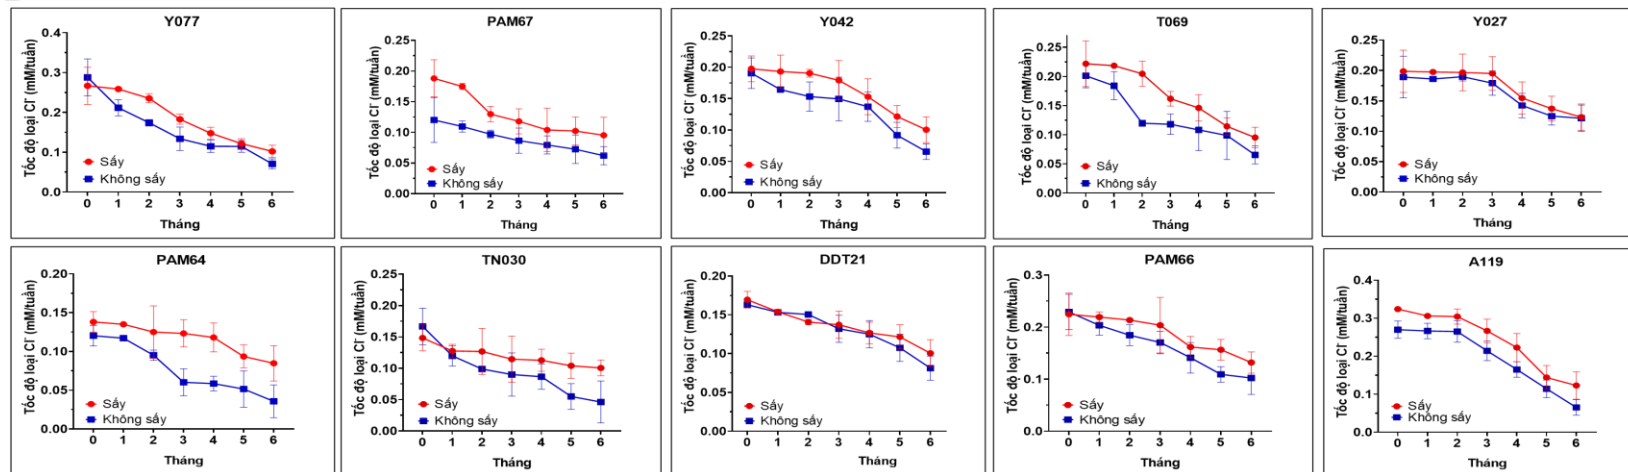 Y077
Tốc độ loại Cl⁻ (mM/tuần)
0.4
0.3
0.2
0.1
0.0
Sấy
Không sấy
0 1 2 3 4 5 6
Tháng
PAM67
Tốc độ loại Cl⁻ (mM/tuần)
0.25
0.20
0.15
0.10
0.05
0.00
Sấy
Không sấy
0 1 2 3 4 5 6
Tháng
Y042
Tốc độ loại Cl⁻ (mM/tuần)
0.25
0.20
0.15
0.10
0.05
0.00
Sấy
Không sấy
0 1 2 3 4 5 6
Tháng
T069
Tốc độ loại Cl⁻ (mM/tuần)
0.25
0.20
0.15
0.10
0.05
0.00
Sấy
Không sấy
0 1 2 3 4 5 6
Tháng
Y027
Tốc độ loại Cl⁻ (mM/tuần)
0.25
0.20
0.15
0.10
0.05
0.00
Sấy
Không sấy
0 1 2 3 4 5 6
Tháng
PAM64
Tốc độ loại Cl⁻ (mM/tuần)
0.20
0.15
0.10
0.05
0.00
Sấy
Không sấy
0 1 2 3 4 5 6
Tháng
TN030
Tốc độ loại Cl⁻ (mM/tuần)
0.25
0.20
0.15
0.10
0.05
0.00
Sấy
Không sấy
0 1 2 3 4 5 6
Tháng
DDT21
Tốc độ loại Cl⁻ (mM/tuần)
0.20
0.15
0.10
0.05
0.00
Sấy
Không sấy
0 1 2 3 4 5 6
Tháng
PAM66
Tốc độ loại Cl⁻ (mM/tuần)
0.3
0.2
0.1
0.0
Sấy
Không sấy
0 1 2 3 4 5 6
Tháng
A119
Tốc độ loại Cl⁻ (mM/tuần)
0.4
0.3
0.2
0.1
0.0
Sấy
Không sấy
0 1 2 3 4 5 6
Tháng